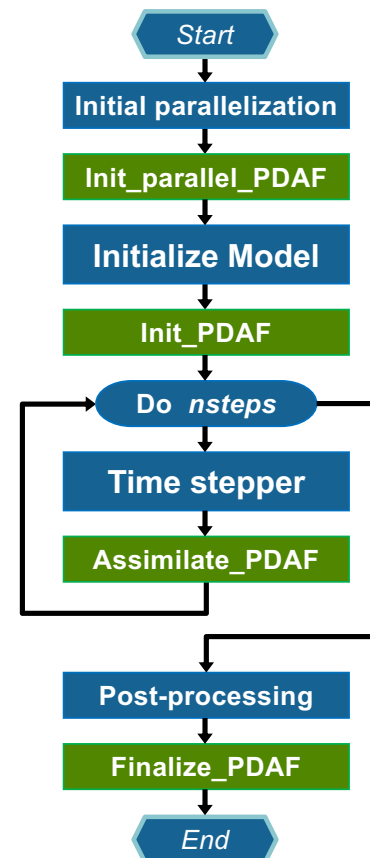 Start
Initial parallelization
Init_parallel_PDAF
Initialize Model
Init_PDAF
Do nsteps
Time stepper
Assimilate_PDAF
Post-processing
Finalize_PDAF
End